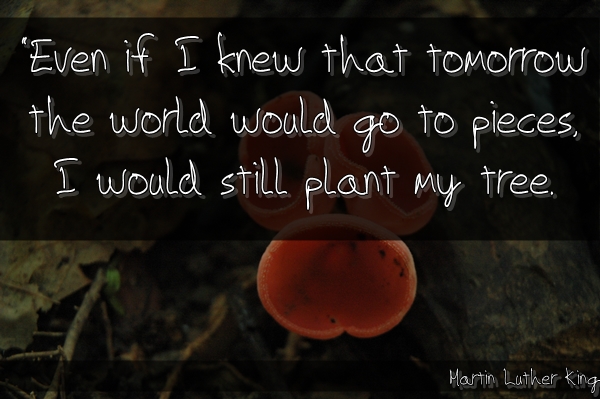 "Even if I knew that tomorrow
the world would go to pieces,
I would still plant my tree.
Martin Luther King